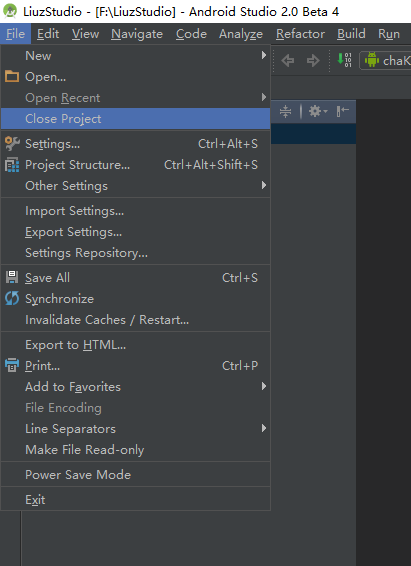 LiuzStudio - [F:\LiuzStudio] - Android Studio 2.0 Beta 4
File Edit View Navigate Code Analyze Refactor Build Run
New
Open...
Open Recent
Close Project
Settings... Ctrl+Alt+S
Project Structure... Ctrl+Alt+Shift+S
Other Settings
Import Settings...
Export Settings...
Settings Repository...
Save All Ctrl+S
Synchronize
Invalidate Caches / Restart...
Export to HTML...
Print... Ctrl+P
Add to Favorites
File Encoding
Line Separators
Make File Read-only
Power Save Mode
Exit
chaK